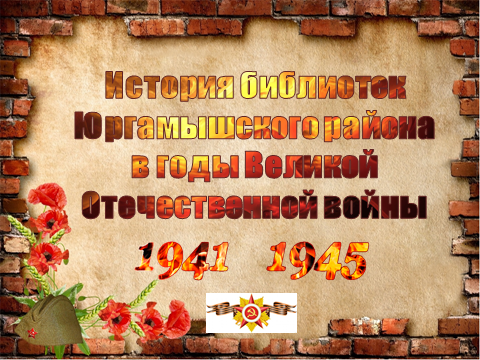 История библиотек
Юргамышского района
в годы Великой
Отечественной войны
1941 1945